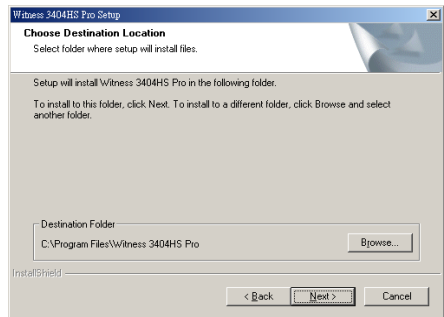 Witness 3404HS Pro Setup
Choose Destination Location
Select folder where setup will install files.
Setup will install Witness 3404HS Pro in the following folder.
To install to this folder, click Next. To install to a different folder, click Browse and select
another folder.
Destination Folder
C:\Program Files\Witness 3404HS Pro
Browse...
InstallShield
< Back
Next >
Cancel